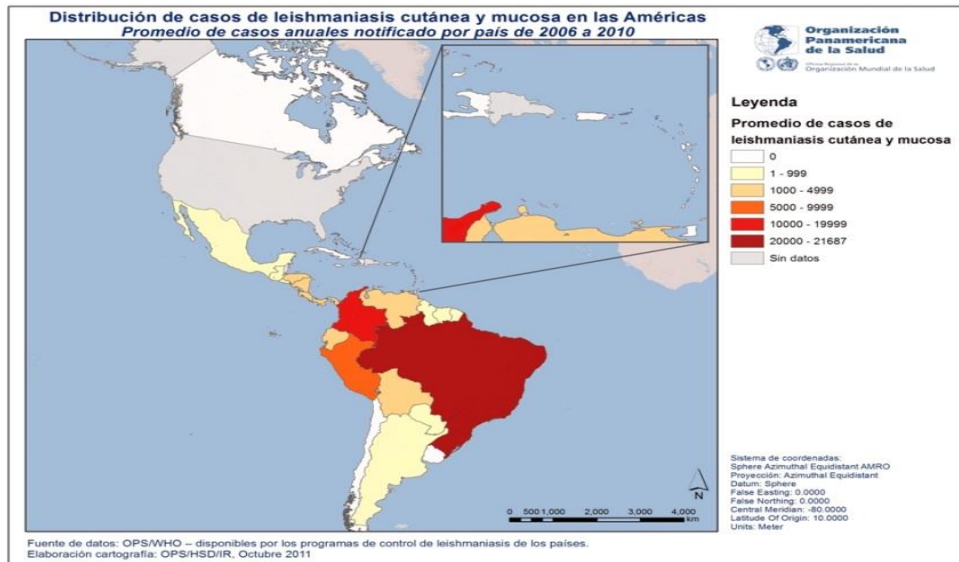 Distribución de casos de leishmaniasis cutánea y mucosa en las Américas
Promedio de casos anuales notificado por país de 2006 a 2010
Organización
Panamericana
de la Salud
Oficina Regional de la
Organización Mundial de la Salud
Leyenda
Promedio de casos de
leishmaniasis cutánea y mucosa
0
1 - 999
1000 - 4999
5000 - 9999
10000 - 19999
20000 - 21687
Sin datos
N
0 500 1,000 2,000 3,000 4,000
km
Sistema de coordenadas:
Sphere Azimuthal Equidistant AMRO
Proyección: Azimuthal Equidistant
Datum: Sphere
False Easting: 0.0000
False Northing: 0.0000
Central Meridian: -80.0000
Latitude Of Origin: 10.0000
Units: Meter
Fuente de datos: OPS/WHO – disponibles por los programas de control de leishmaniasis de los países.
Elaboración cartografía: OPS/HSD/IR, Octubre 2011